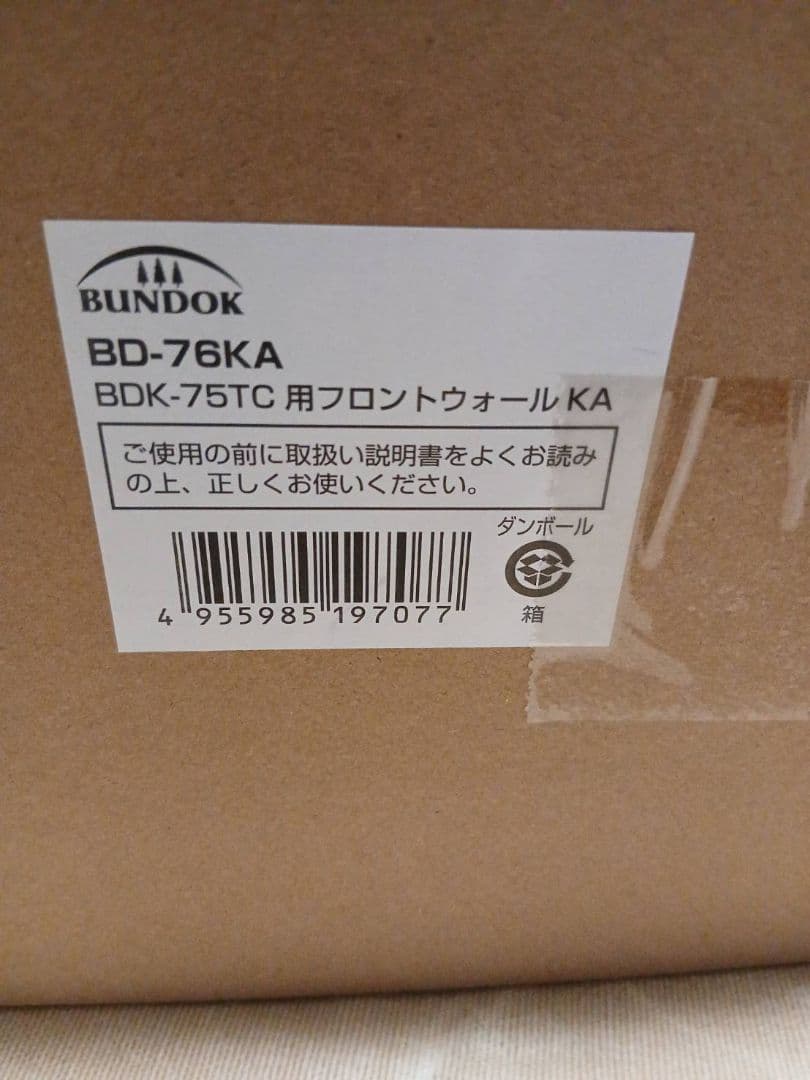 BUNDOK
BD-76KA
BDK-75TC 用フロントウォール KA
ご使用の前に取扱い説明書をよくお読み
の上、正しくお使いください。
ダンボール
箱
4 955985 197077